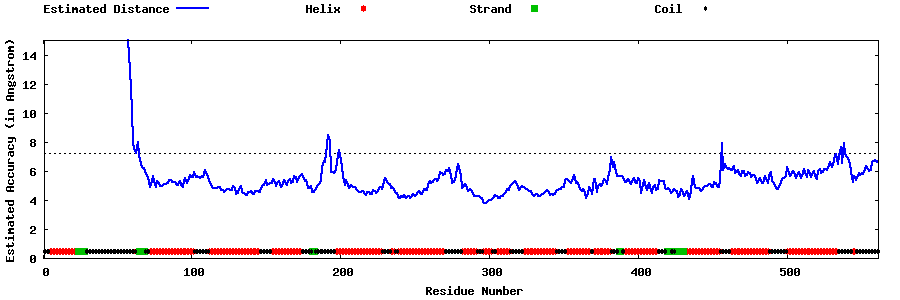 Estimated Distance Helix Strand Coil
Estimated Accuracy (in Angstrom)
14
12
10
8
6
4
2
0
0 100 200 300 400 500
Residue Number